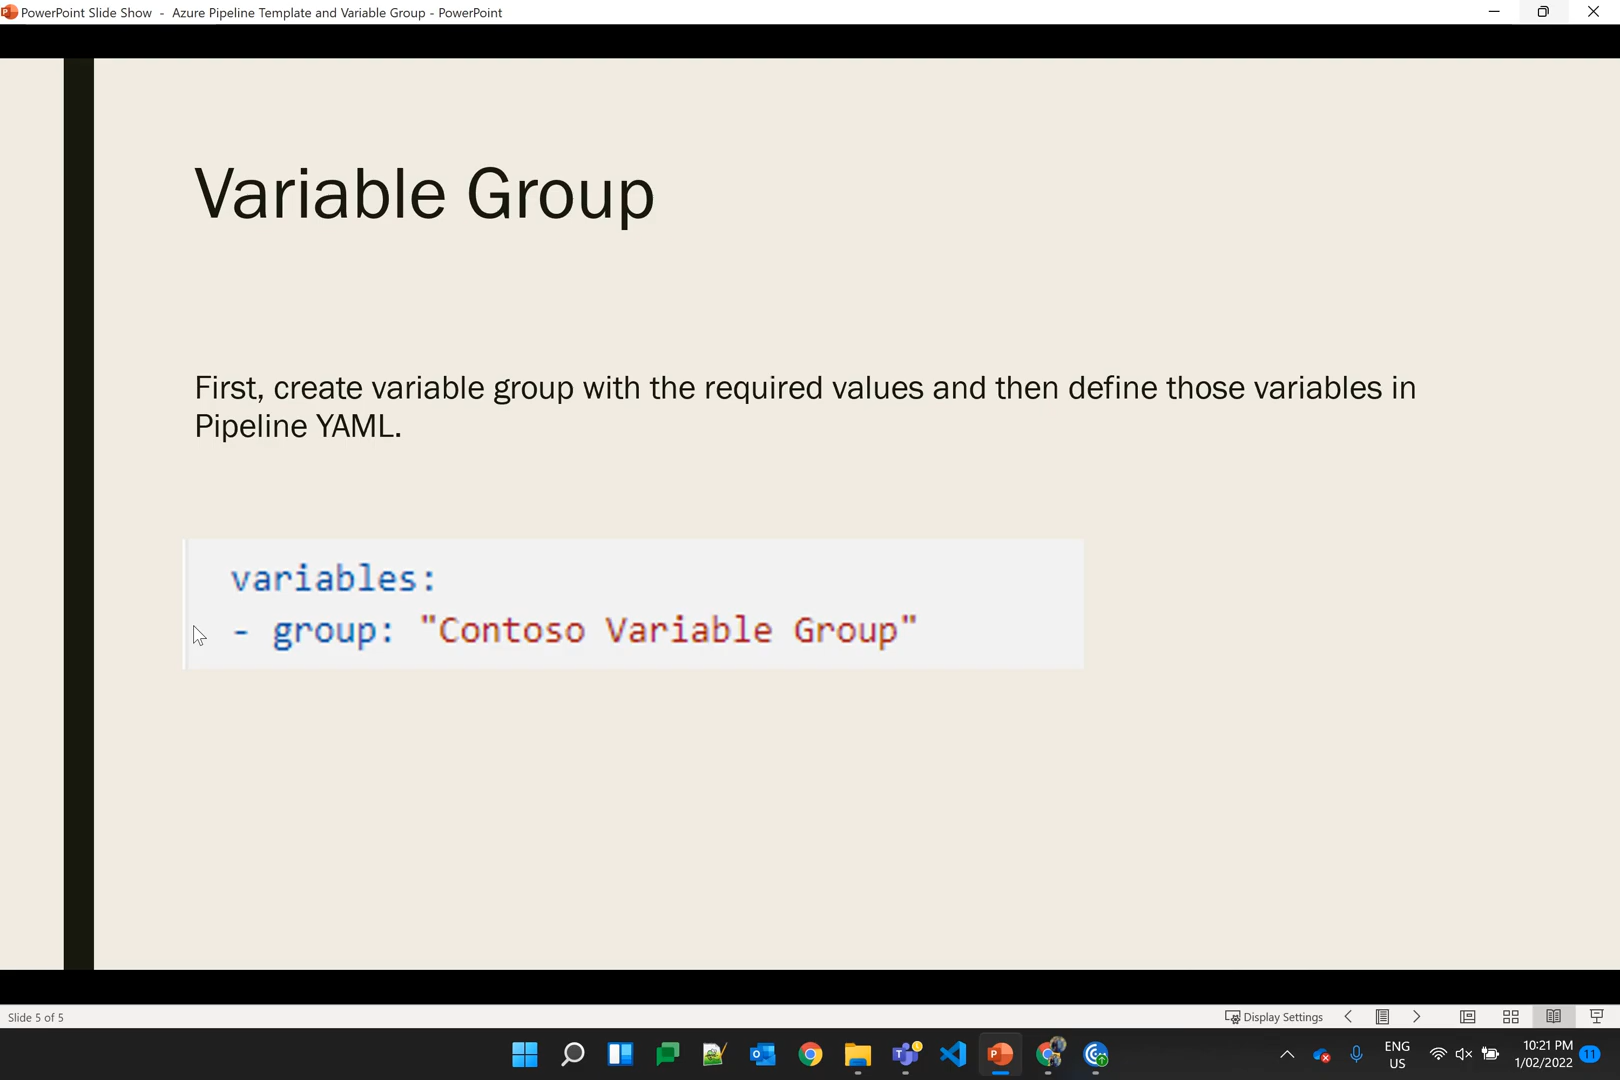 PowerPoint Slide Show - Azure Pipeline Template and Variable Group - PowerPoint
Variable Group
First, create variable group with the required values and then define those variables in
Pipeline YAML.
variables:
- group: "Contoso Variable Group"
Slide 5 of 5
Display Settings
ENG
US
10:21 PM
1/02/2022
11